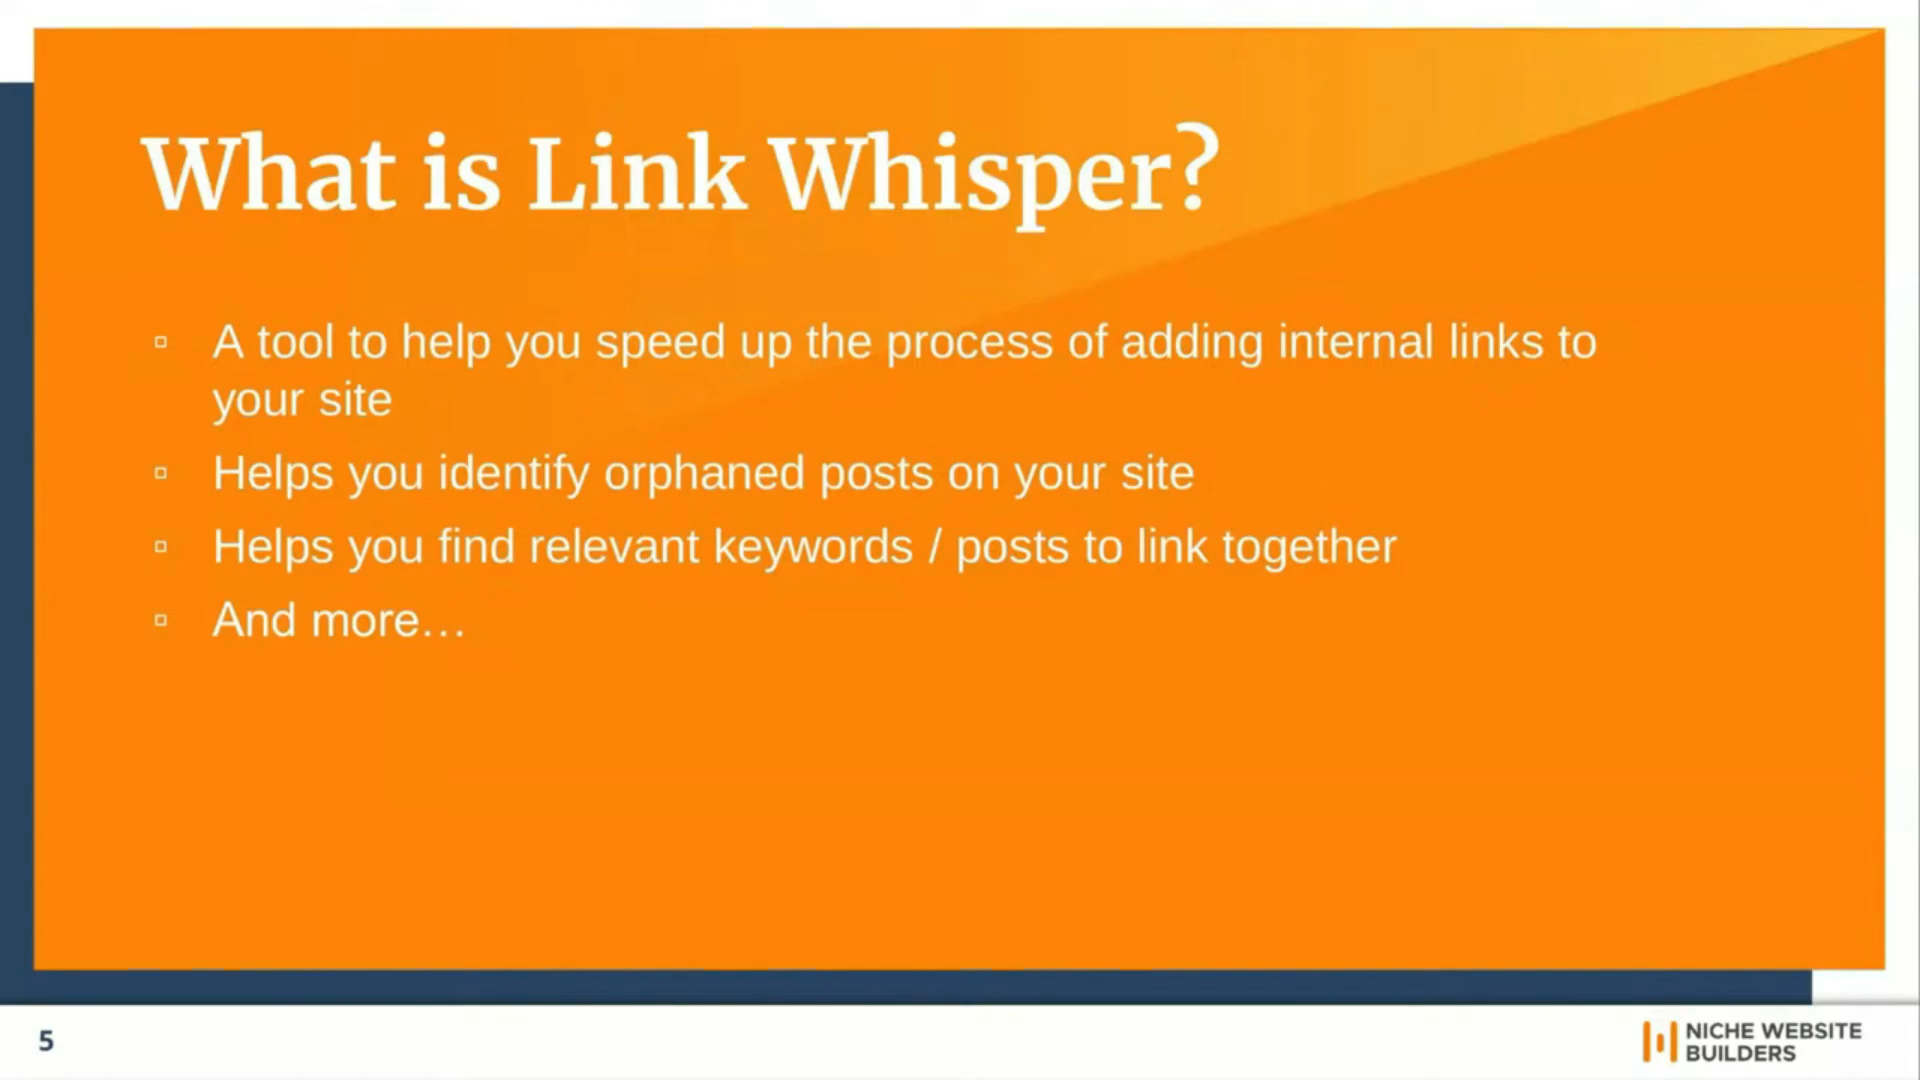 What is Link Whisper?
▫ A tool to help you speed up the process of adding internal links to
your site
▫ Helps you identify orphaned posts on your site
▫ Helps you find relevant keywords / posts to link together
▫ And more…
5
NICHE WEBSITE
BUILDERS